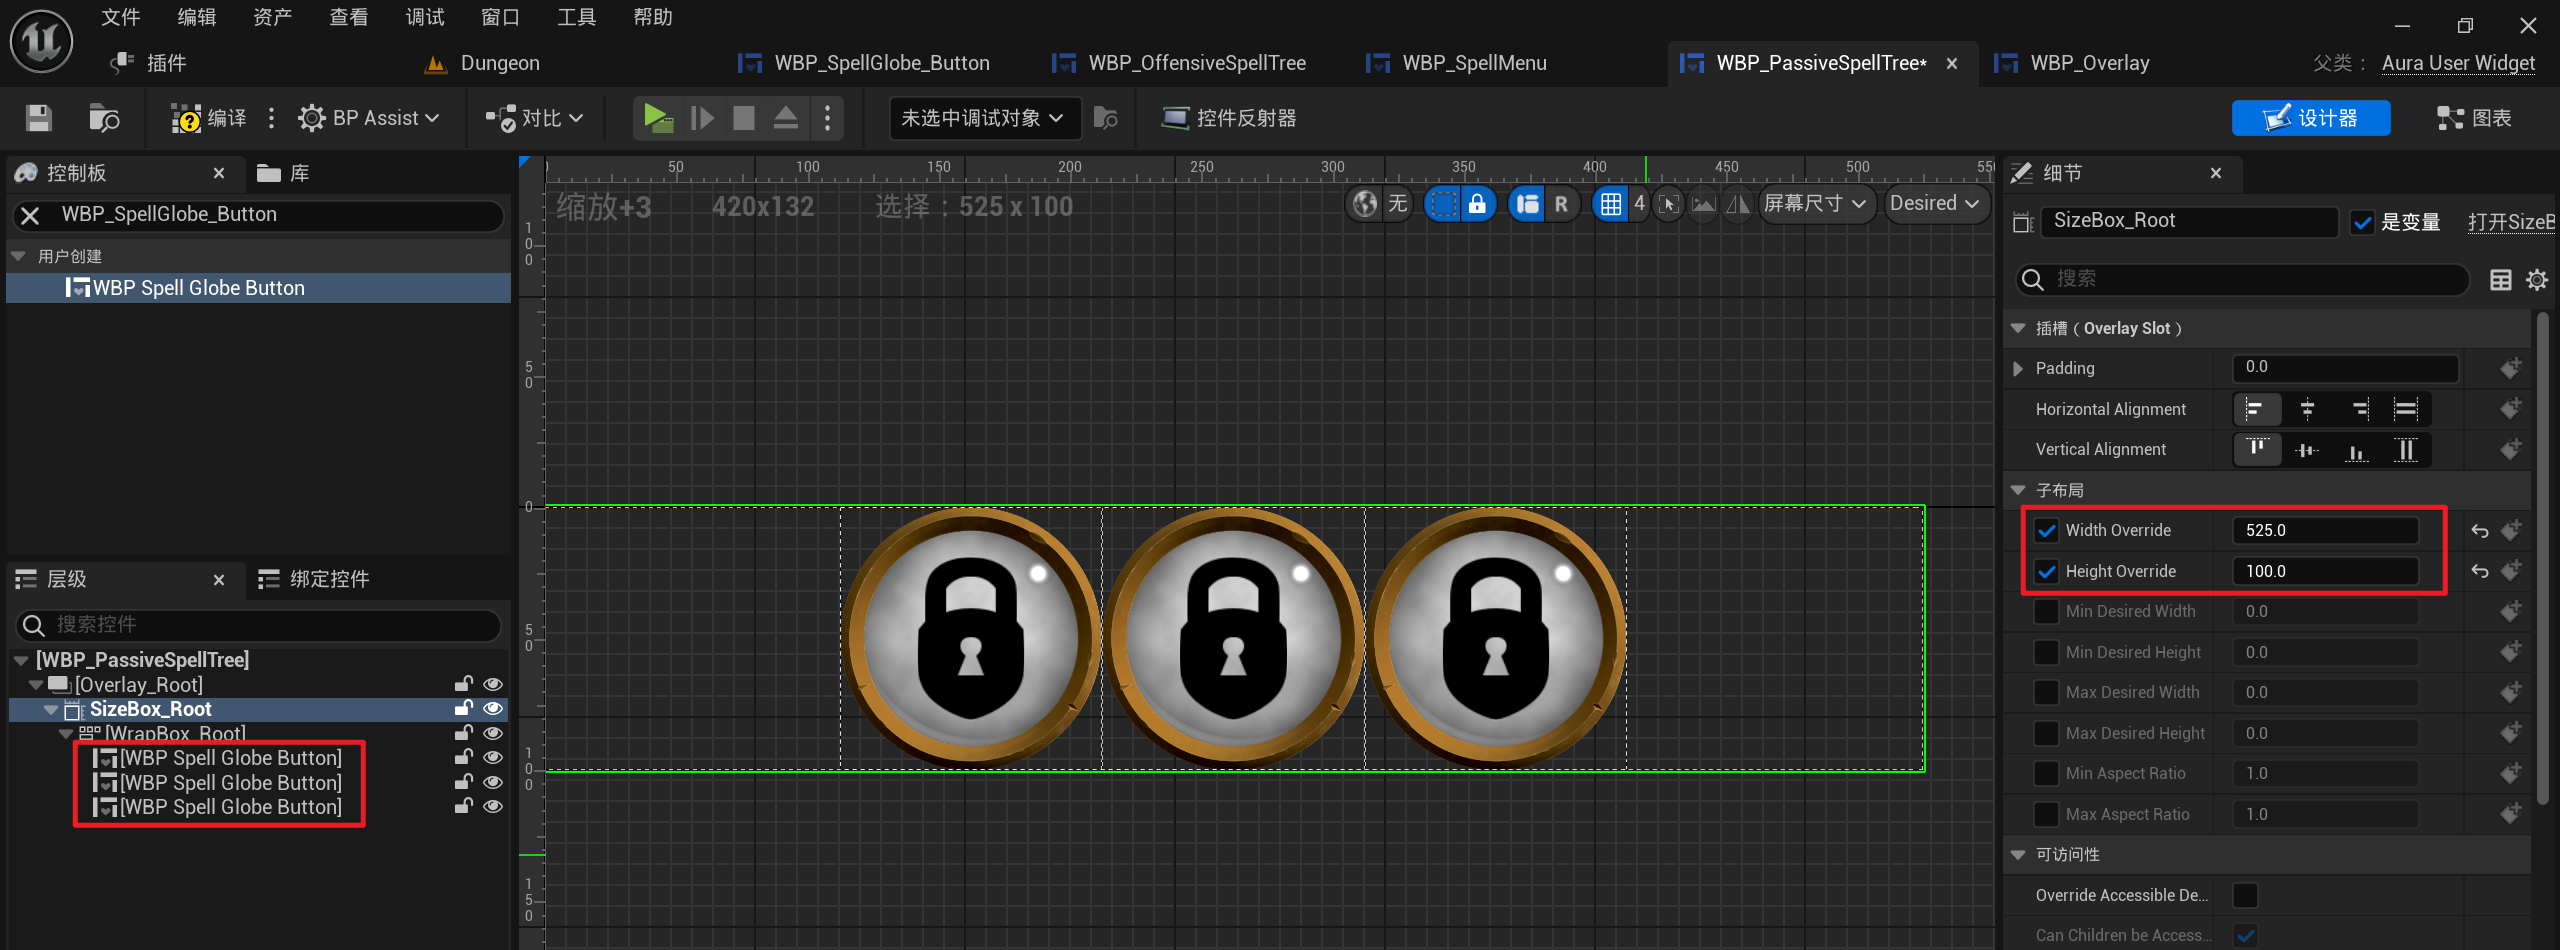 文件 编辑 资产 查看 调试 窗口 工具 帮助
插件 Dungeon WBP_SpellGlobe_Button WBP_OffensiveSpellTree WBP_SpellMenu WBP_PassiveSpellTree* WBP_Overlay 父类： Aura User Widget
编译 BP Assist 对比 未选中调试对象 控件反射器 设计器 图表
控制板 库
WBP_SpellGlobe_Button
用户创建
WBP Spell Globe Button
层级 绑定控件
搜索控件
[WBP_PassiveSpellTree]
[Overlay_Root]
SizeBox_Root
[WrapBox_Root]
[WBP Spell Globe Button]
[WBP Spell Globe Button]
[WBP Spell Globe Button]
50 100 150 200 250 300 350 400 450 500 550
缩放+3 420x132 选择：525 x 100
无 R 4 屏幕尺寸 Desired
100
50
0
50
100
150
细节
SizeBox_Root 是变量 打开SizeB
搜索
插槽（Overlay Slot）
Padding 0.0
Horizontal Alignment
Vertical Alignment
子布局
Width Override 525.0
Height Override 100.0
Min Desired Width 0.0
Min Desired Height 0.0
Max Desired Width 0.0
Max Desired Height 0.0
Min Aspect Ratio 1.0
Max Aspect Ratio 1.0
可访问性
Override Accessible De...
Can Children be Access...